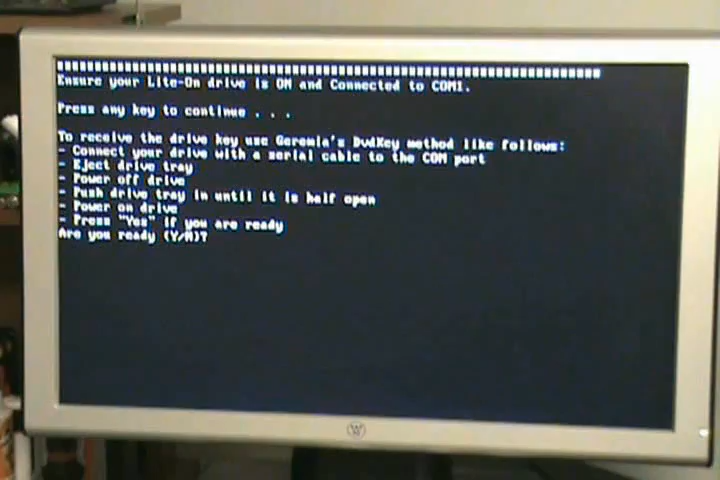 Ensure your Lite-On drive is ON and Connected to COM1.
Press any key to continue . . .
To receive the drive key use Geremia's DvdKey method like follows:
- Connect your drive with a serial cable to the COM port
- Eject drive tray
- Power off drive
- Push drive tray in until it is half open
- Power on drive
- Press "Yes" if you are ready
Are you ready (Y/N)?
W